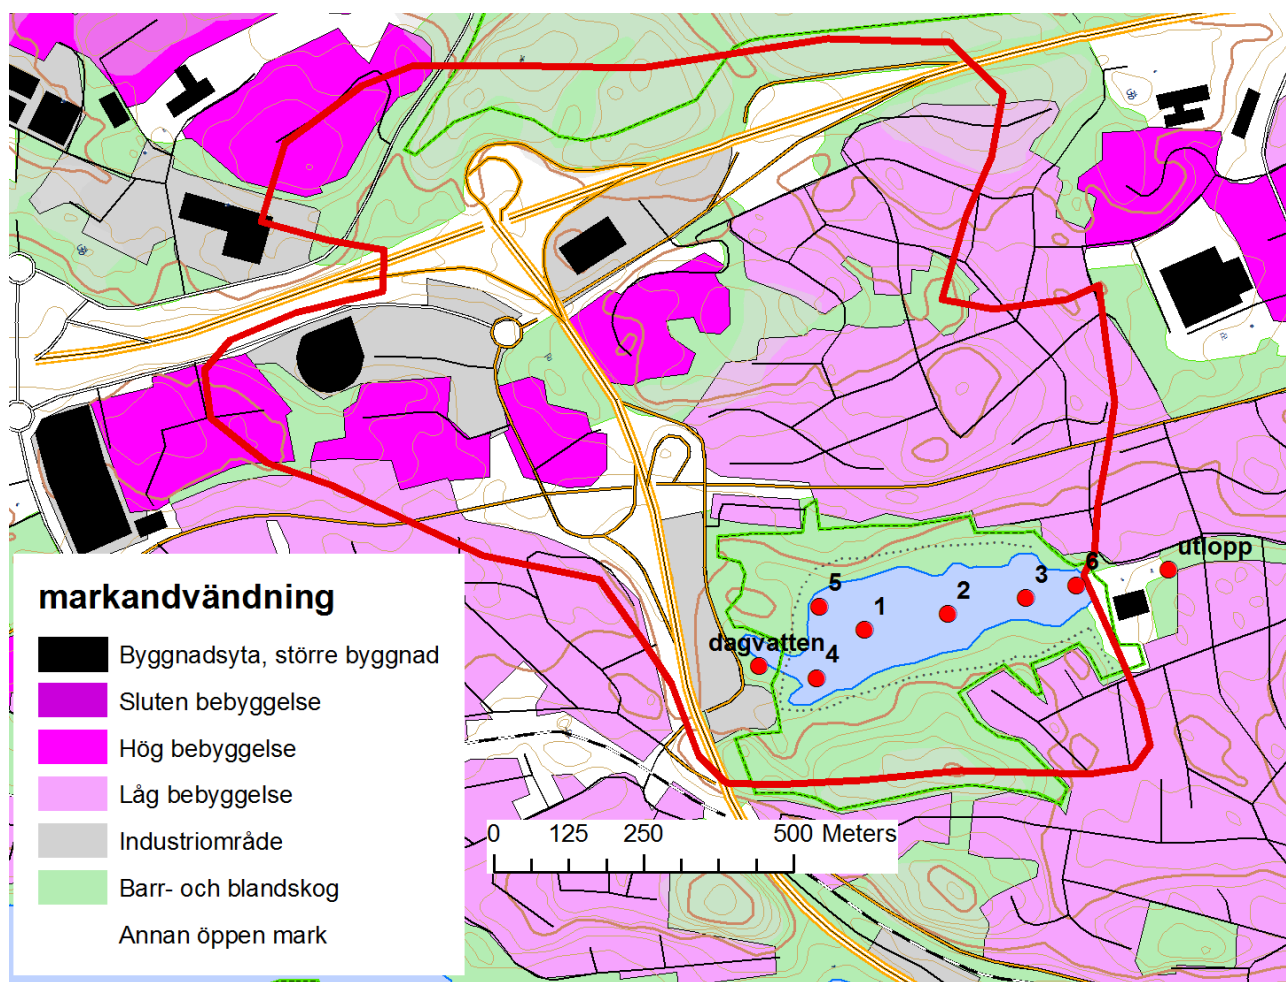 utlopp
6
3
5
2
1
dagvatten
4
markandvändning
Byggnadsyta, större byggnad
Sluten bebyggelse
Hög bebyggelse
Låg bebyggelse
Industriområde
Barr- och blandskog
Annan öppen mark
0 125 250 500 Meters